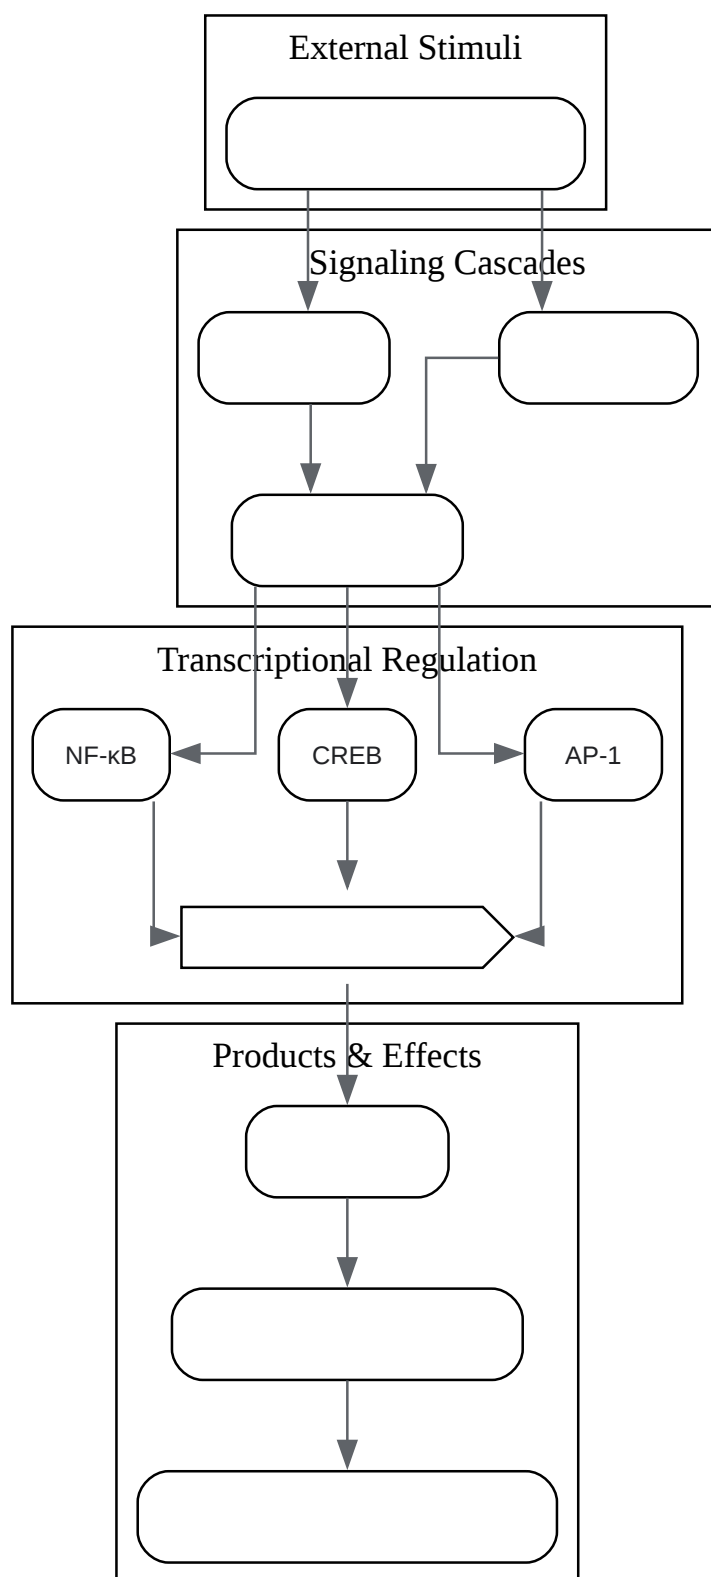 External Stimuli
Signaling Cascades
Transcriptional Regulation
NF-κB
CREB
AP-1
Products & Effects